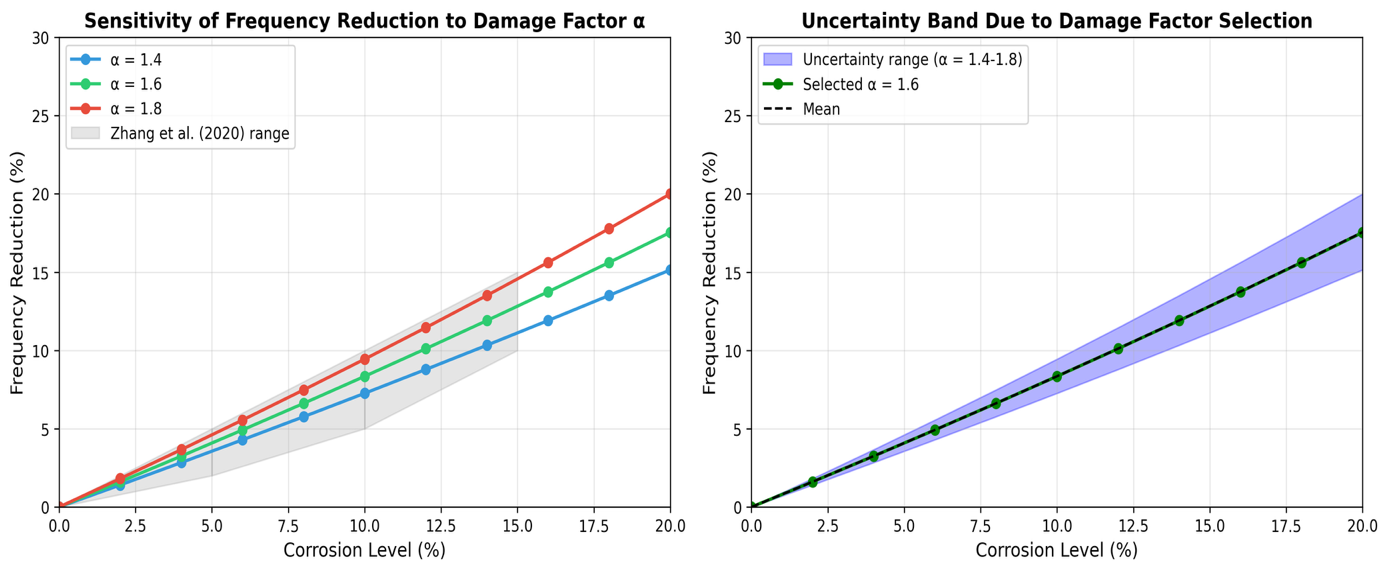 Sensitivity of Frequency Reduction to Damage Factor α
30
α = 1.4
α = 1.6
α = 1.8
Zhang et al. (2020) range
25
20
15
10
5
0
Frequency Reduction (%)
0.0 2.5 5.0 7.5 10.0 12.5 15.0 17.5 20.0
Corrosion Level (%)
Uncertainty Band Due to Damage Factor Selection
30
Uncertainty range (α = 1.4-1.8)
Selected α = 1.6
Mean
25
20
15
10
5
0
Frequency Reduction (%)
0.0 2.5 5.0 7.5 10.0 12.5 15.0 17.5 20.0
Corrosion Level (%)